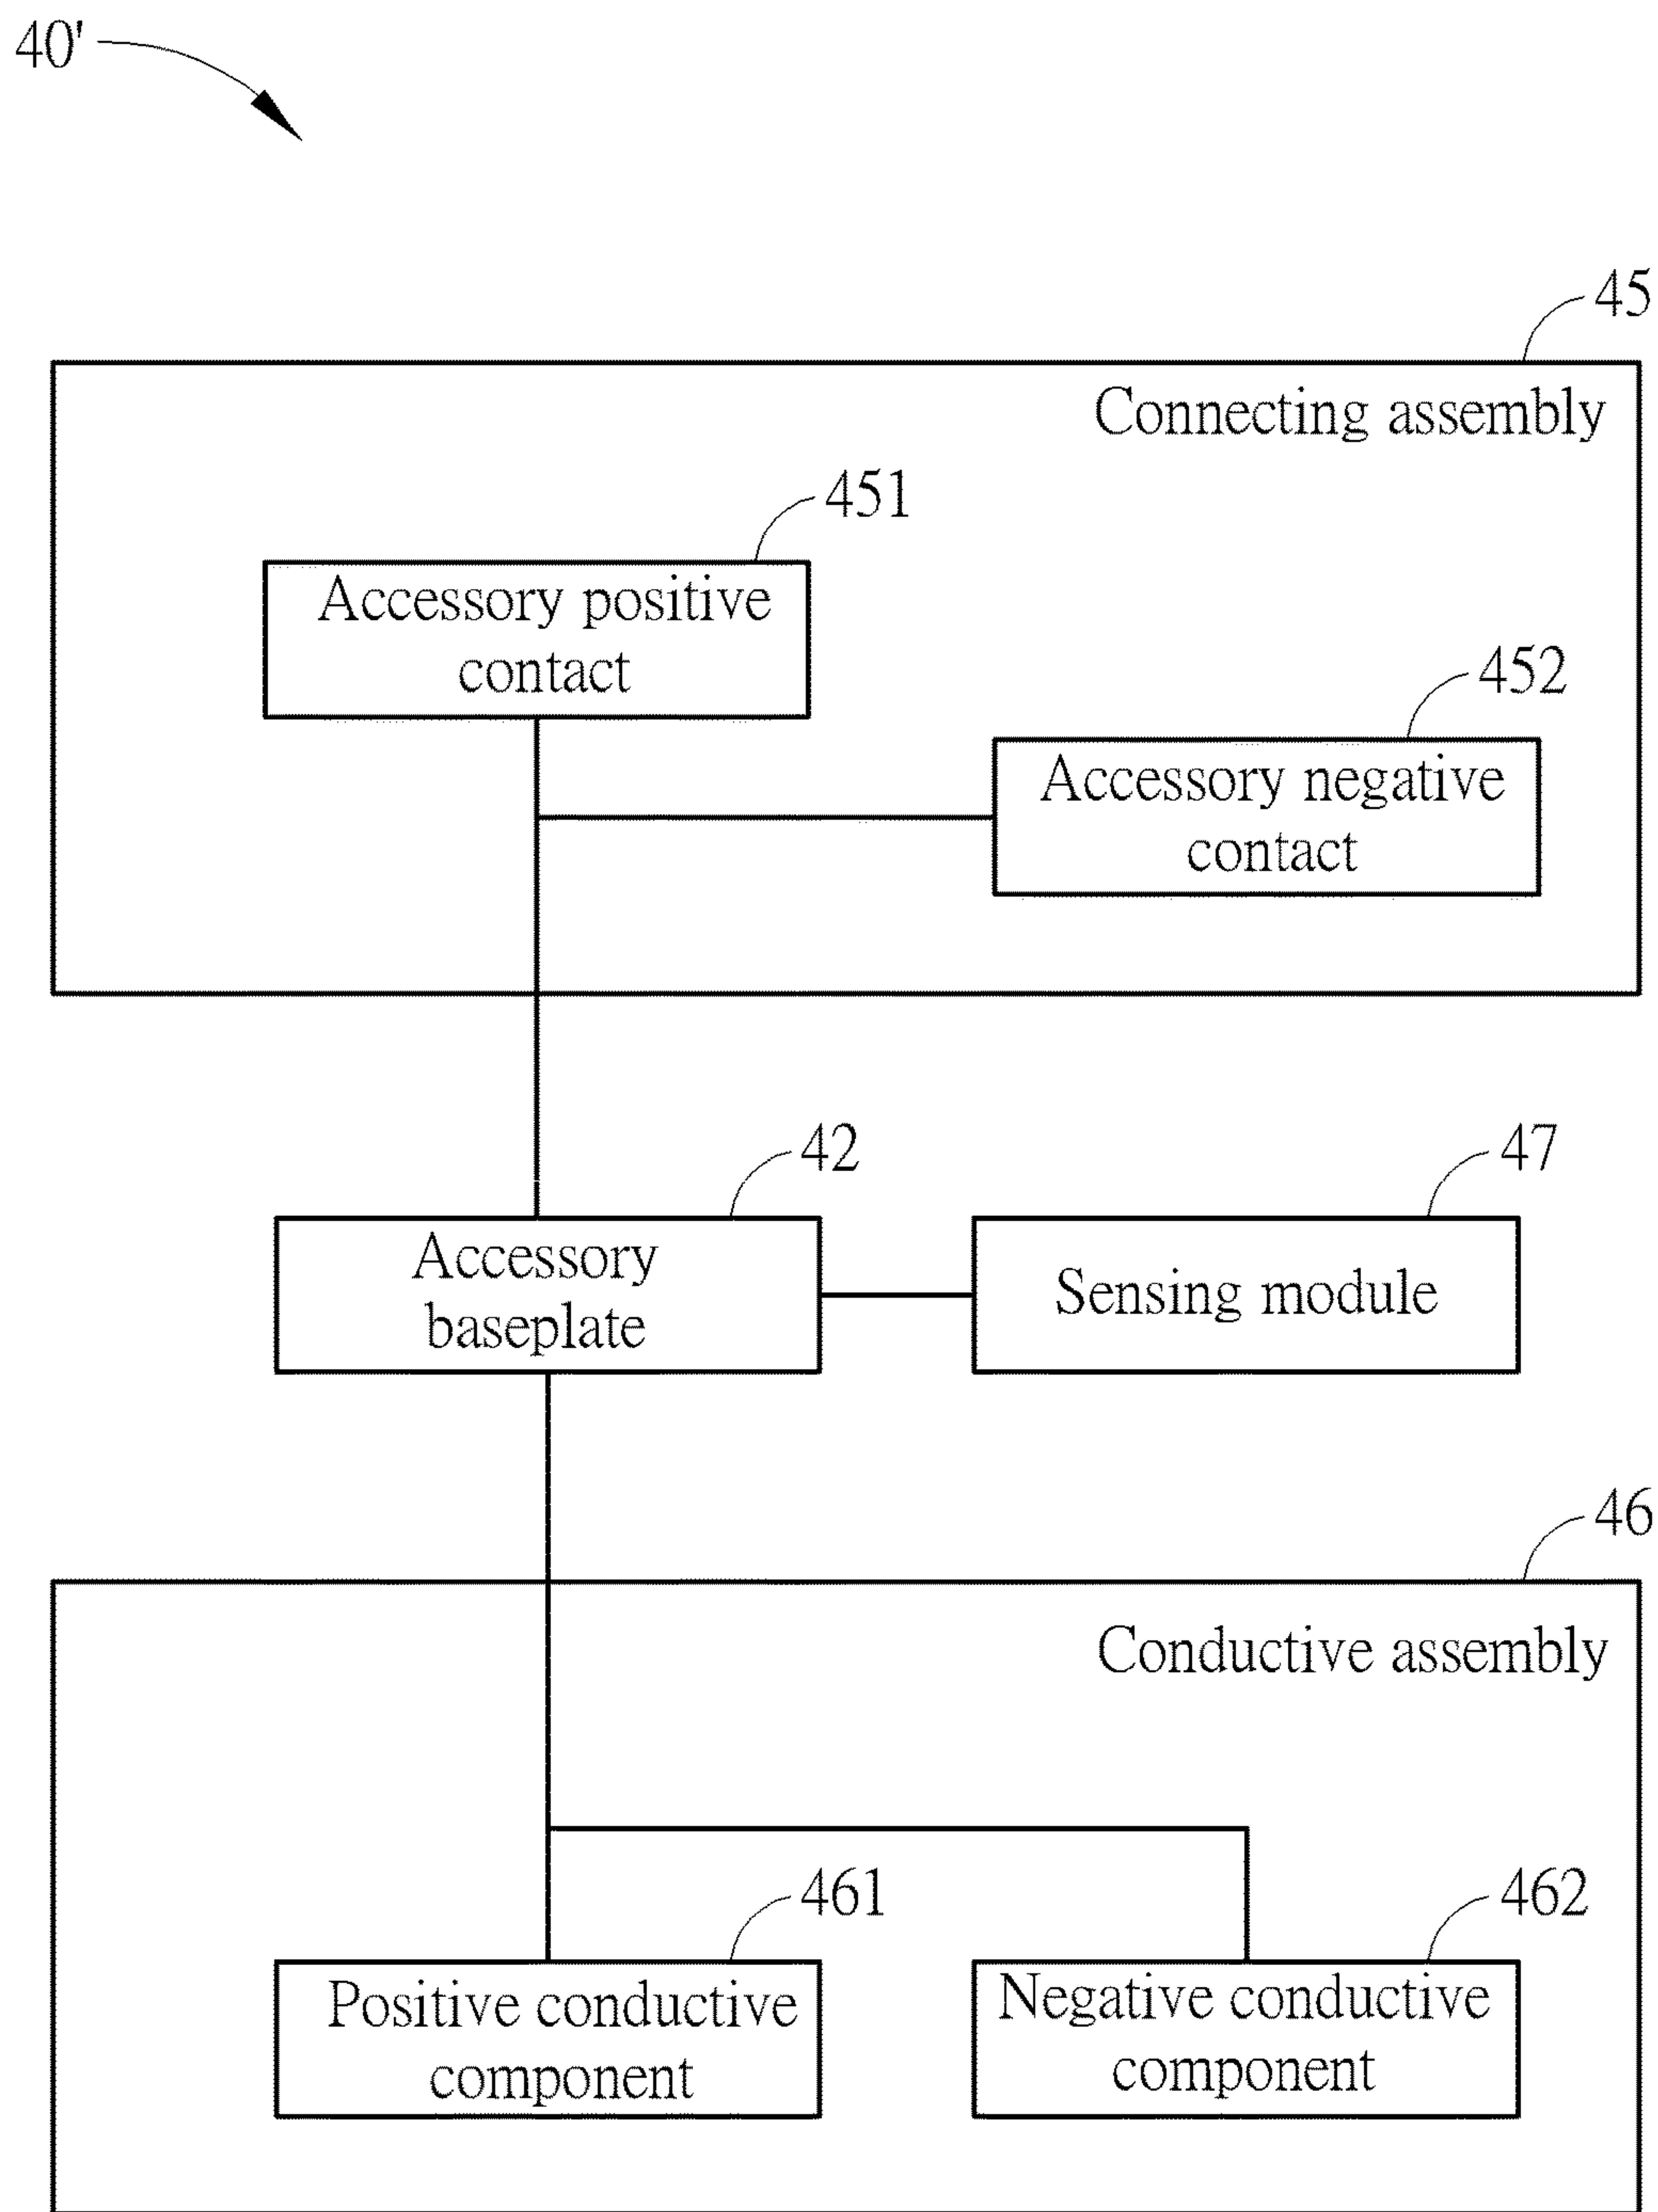 40'
45
Connecting assembly
451
Accessory positive
contact
452
Accessory negative
contact
42
Accessory
baseplate
47
Sensing module
46
Conductive assembly
461
Positive conductive
component
462
Negative conductive
component